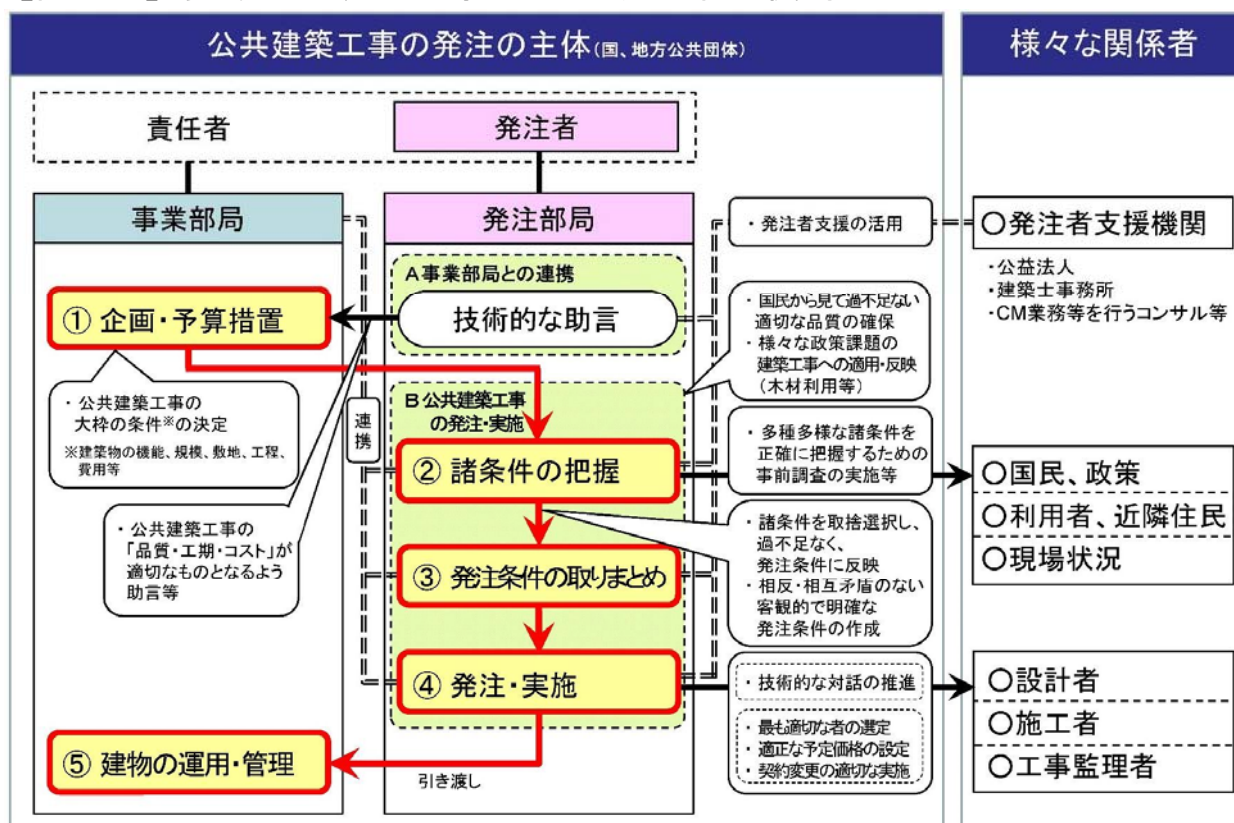 公共建築工事の発注の主体(国、地方公共団体)
様々な関係者
責任者
発注者
事業部局
発注部局
・発注者支援の活用
〇発注者支援機関
・公益法人
・建築士事務所
・CM業務等を行うコンサル等
A 事業部局との連携
技術的な助言
① 企画・予算措置
・国民から見て過不足ない
適切な品質の確保
・様々な政策課題の
建築工事への適用・反映
(木材利用等)
・公共建築工事の
大枠の条件※の決定
※建築物の機能、規模、敷地、工程、
費用等
連携
B 公共建築工事
の発注・実施
② 諸条件の把握
・多種多様な諸条件を
正確に把握するための
事前調査の実施等
〇国民、政策
〇利用者、近隣住民
〇現場状況
・公共建築工事の
「品質・工期・コスト」が
適切なものとなるよう
助言等
③ 発注条件の取りまとめ
・諸条件を取捨選択し、
過不足なく、
発注条件に反映
・相反・相互矛盾のない
客観的で明確な
発注条件の作成
④ 発注・実施
・技術的な対話の推進
・最も適切な者の選定
・適正な予定価格の設定
・契約変更の適切な実施
〇設計者
〇施工者
〇工事監理者
⑤ 建物の運用・管理
引き渡し